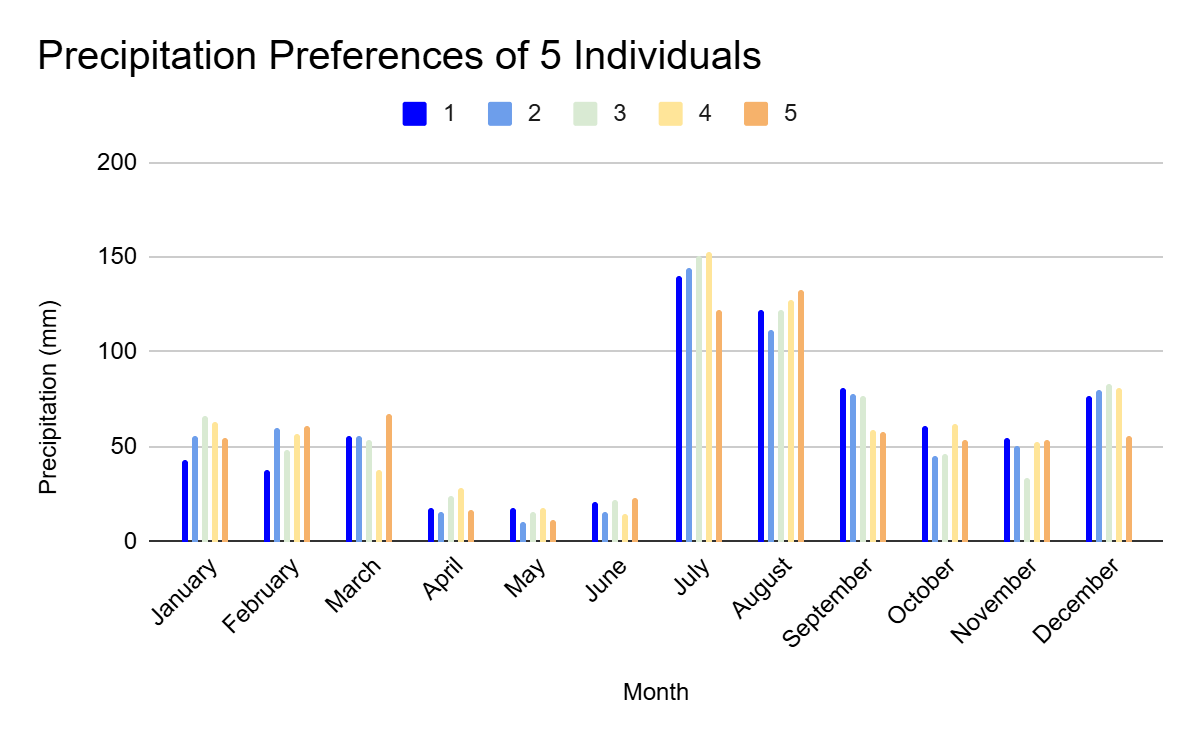 Precipitation Preferences of 5 Individuals
1 2 3 4 5
200
150
100
50
0
Precipitation (mm)
January February March April May June July August September October November December
Month